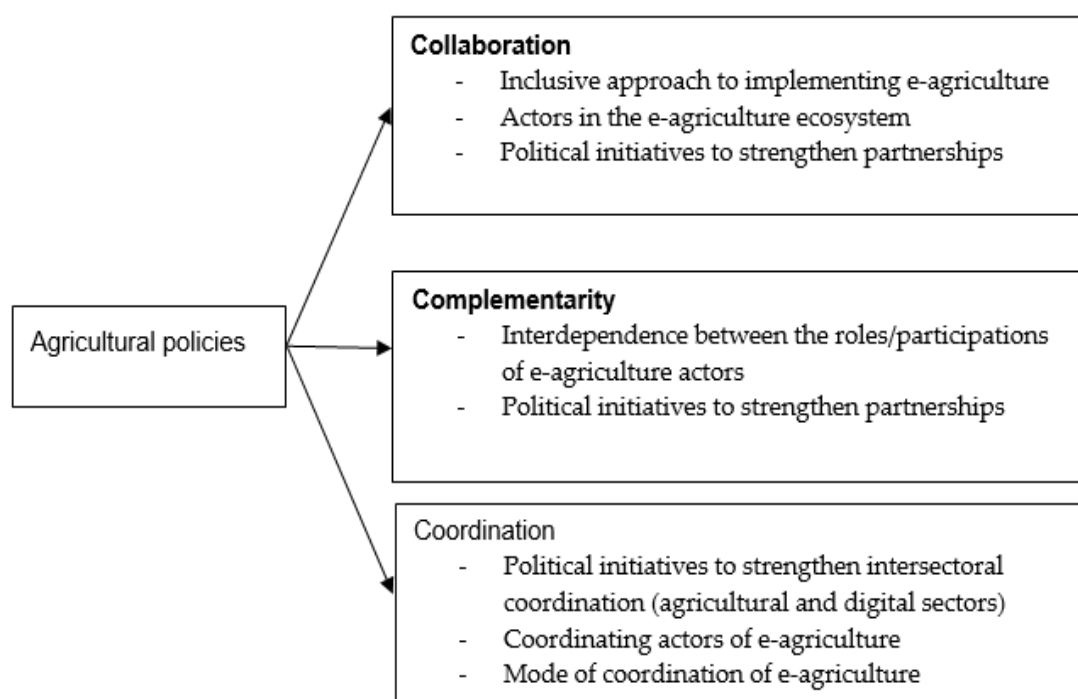 Collaboration
- Inclusive approach to implementing e-agriculture
- Actors in the e-agriculture ecosystem
- Political initiatives to strengthen partnerships
Agricultural policies
Complementarity
- Interdependence between the roles/participations
of e-agriculture actors
- Political initiatives to strengthen partnerships
Coordination
- Political initiatives to strengthen intersectoral
coordination (agricultural and digital sectors)
- Coordinating actors of e-agriculture
- Mode of coordination of e-agriculture